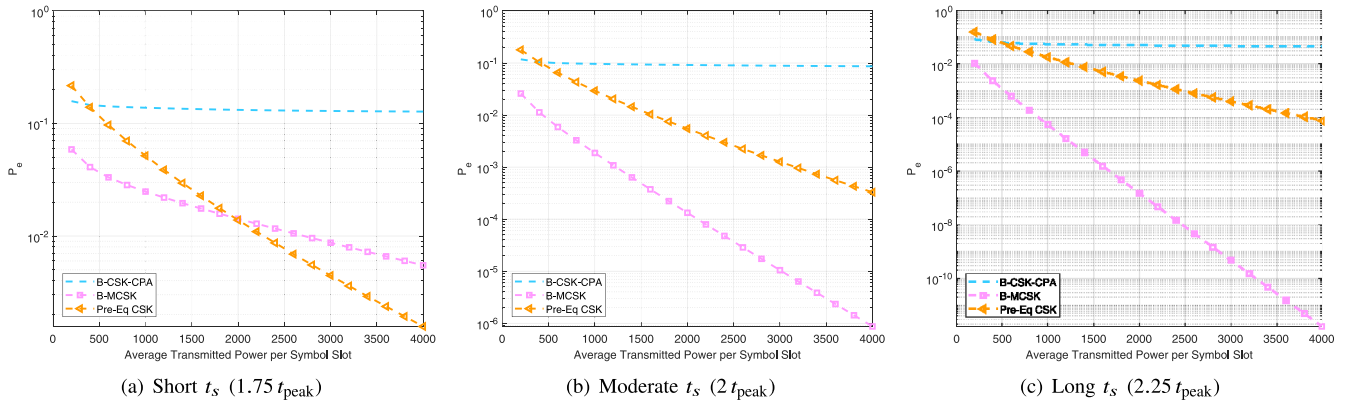 10^0
10^-1
10^-2
P_e
0 500 1000 1500 2000 2500 3000 3500 4000
Average Transmitted Power per Symbol Slot
B-CSK-CPA
B-MCSK
Pre-Eq CSK
(a) Short t_s (1.75 t_peak)
10^0
10^-1
10^-2
10^-3
10^-4
10^-5
10^-6
P_e
0 500 1000 1500 2000 2500 3000 3500 4000
Average Transmitted Power per Symbol Slot
B-CSK-CPA
B-MCSK
Pre-Eq CSK
(b) Moderate t_s (2 t_peak)
10^0
10^-2
10^-4
10^-6
10^-8
10^-10
P_e
0 500 1000 1500 2000 2500 3000 3500 4000
Average Transmitted Power per Symbol Slot
B-CSK-CPA
B-MCSK
Pre-Eq CSK
(c) Long t_s (2.25 t_peak)